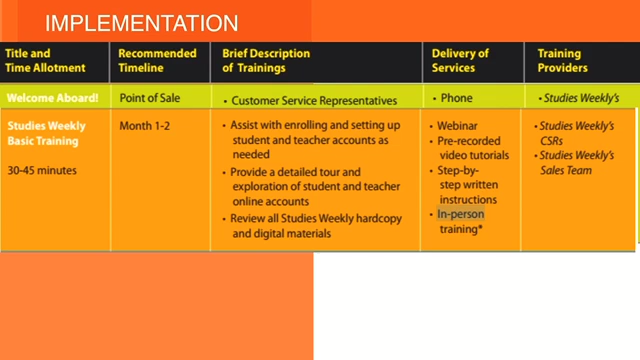 IMPLEMENTATION
Title and
Time Allotment
Recommended
Timeline
Brief Description
of Trainings
Delivery of
Services
Training
Providers
Welcome Aboard!
Point of Sale
• Customer Service Representatives
• Phone
• Studies Weekly's
Studies Weekly
Basic Training
30-45 minutes
Month 1-2
• Assist with enrolling and setting up
student and teacher accounts as
needed
• Provide a detailed tour and
exploration of student and teacher
online accounts
• Review all Studies Weekly hardcopy
and digital materials
• Webinar
• Pre-recorded
video tutorials
• Step-by-
step written
instructions
• In-person
training*
• Studies Weekly's
CSRs
• Studies Weekly's
Sales Team